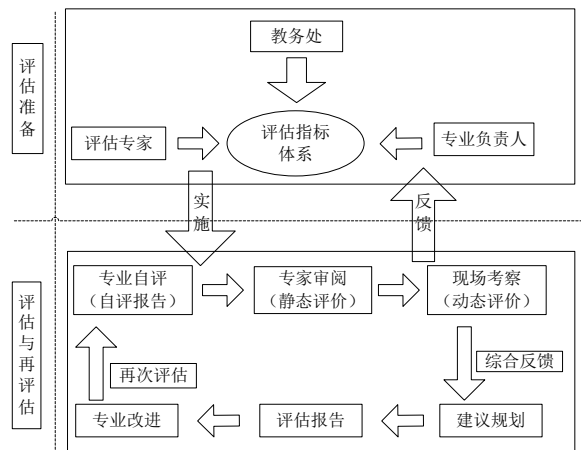 教务处
评估准备
评估专家
评估指标
体系
专业负责人
实施
反馈
专业自评
（自评报告）
专家审阅
（静态评价）
现场考察
（动态评价）
评估与再评估
再次评估
综合反馈
专业改进
评估报告
建议规划